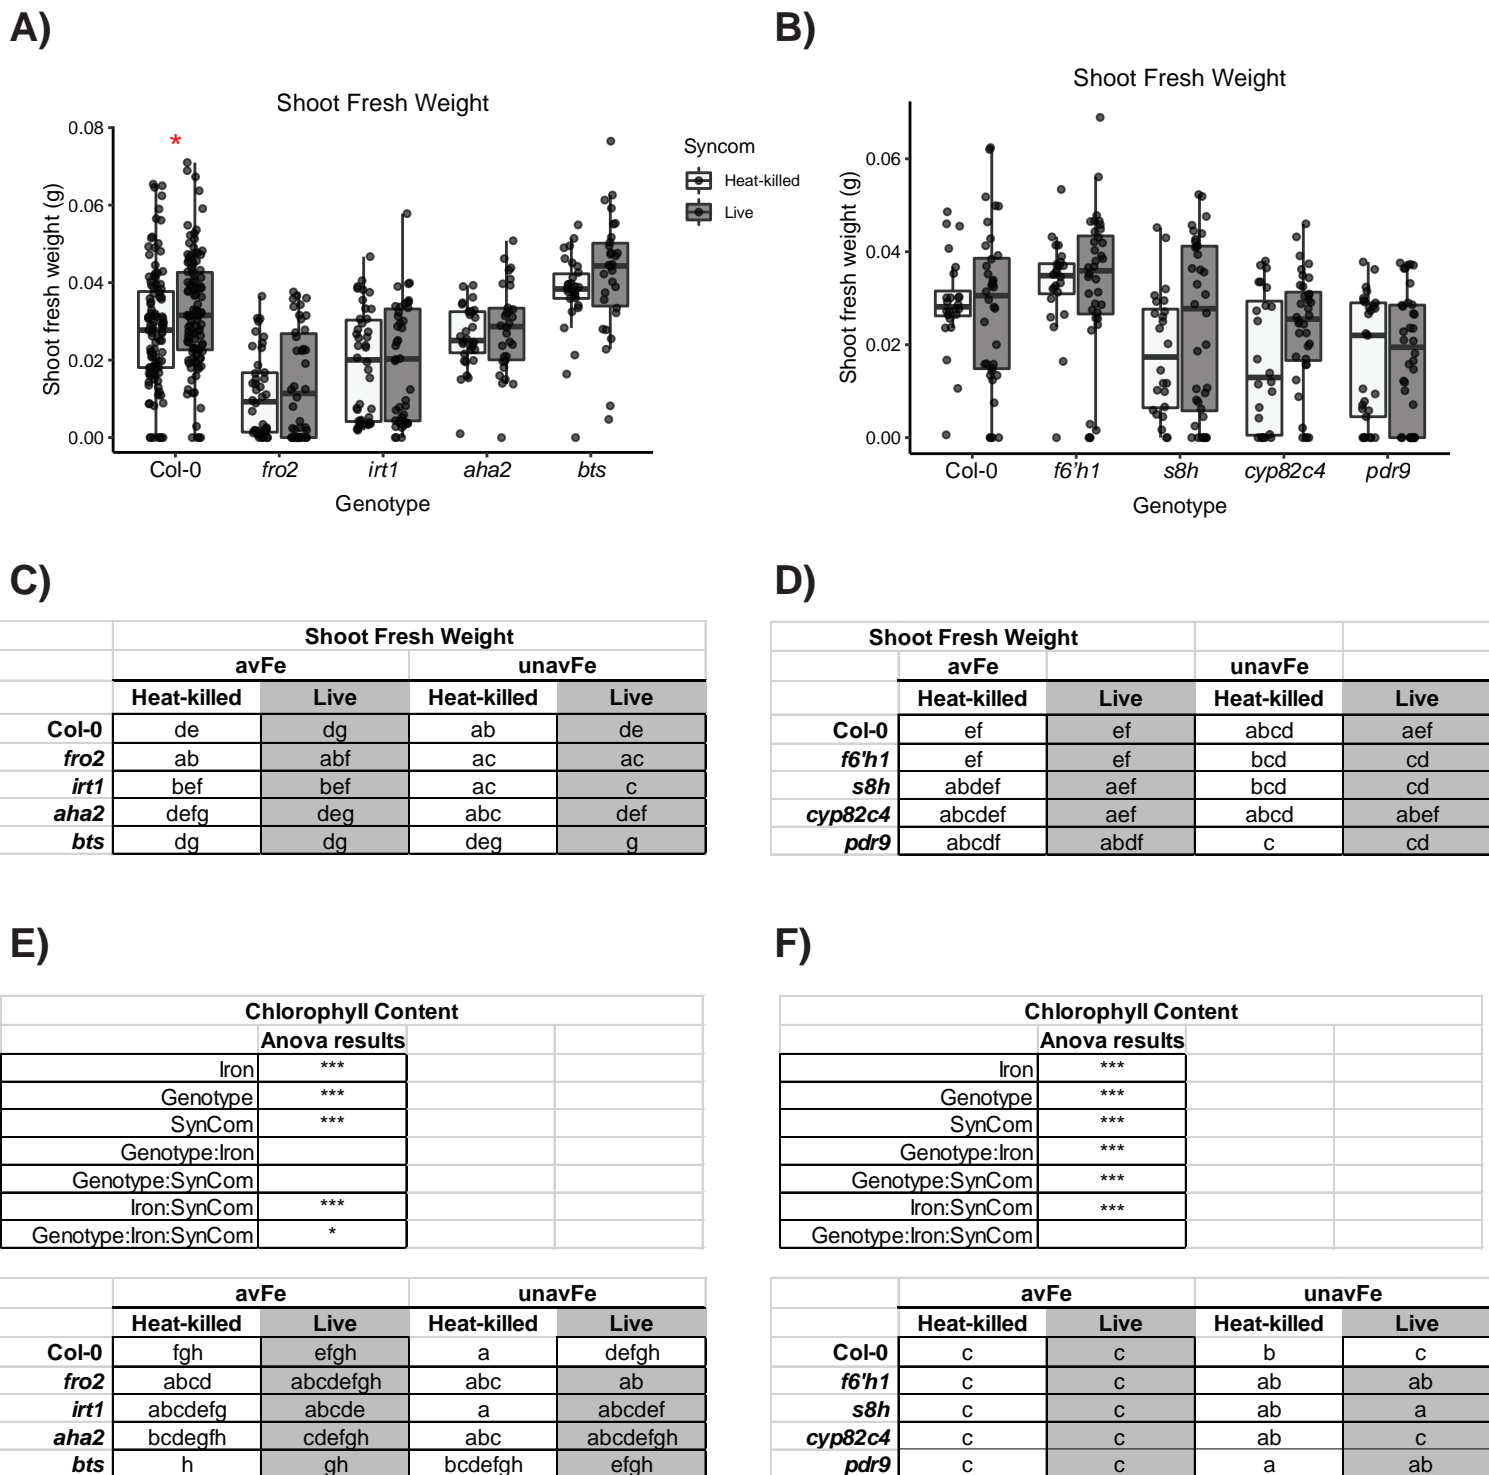 A)
B)
Shoot Fresh Weight
Shoot fresh weight (g)
0.08
0.06
0.04
0.02
0.00
*
Col-0 fro2 irt1 aha2 bts
Genotype
Syncom
Heat-killed
Live
Shoot Fresh Weight
Shoot fresh weight (g)
0.06
0.04
0.02
0.00
Col-0 f6'h1 s8h cyp82c4 pdr9
Genotype
C)
Shoot Fresh Weight
avFe unavFe
Heat-killed Live Heat-killed Live
Col-0 de dg ab de
fro2 ab abf ac ac
irt1 bef bef ac c
aha2 defg deg abc def
bts dg dg deg g
D)
Shoot Fresh Weight
avFe unavFe
Heat-killed Live Heat-killed Live
Col-0 ef ef abcd aef
f6'h1 ef ef bcd cd
s8h abdef aef bcd cd
cyp82c4 abcdef aef abcd abef
pdr9 abcdf abdf c cd
E)
Chlorophyll Content
Anova results
Iron ***
Genotype ***
SynCom ***
Genotype:Iron
Genotype:SynCom
Iron:SynCom ***
Genotype:Iron:SynCom *
avFe unavFe
Heat-killed Live Heat-killed Live
Col-0 fgh efgh a defgh
fro2 abcd abcdefgh abc ab
irt1 abcdefg abcde a abcdef
aha2 bcdegfh cdefgh abc abcdefgh
bts h gh bcdefgh efgh
F)
Chlorophyll Content
Anova results
Iron ***
Genotype ***
SynCom ***
Genotype:Iron ***
Genotype:SynCom ***
Iron:SynCom ***
Genotype:Iron:SynCom
avFe unavFe
Heat-killed Live Heat-killed Live
Col-0 c c b c
f6'h1 c c ab ab
s8h c c ab a
cyp82c4 c c ab c
pdr9 c c a ab